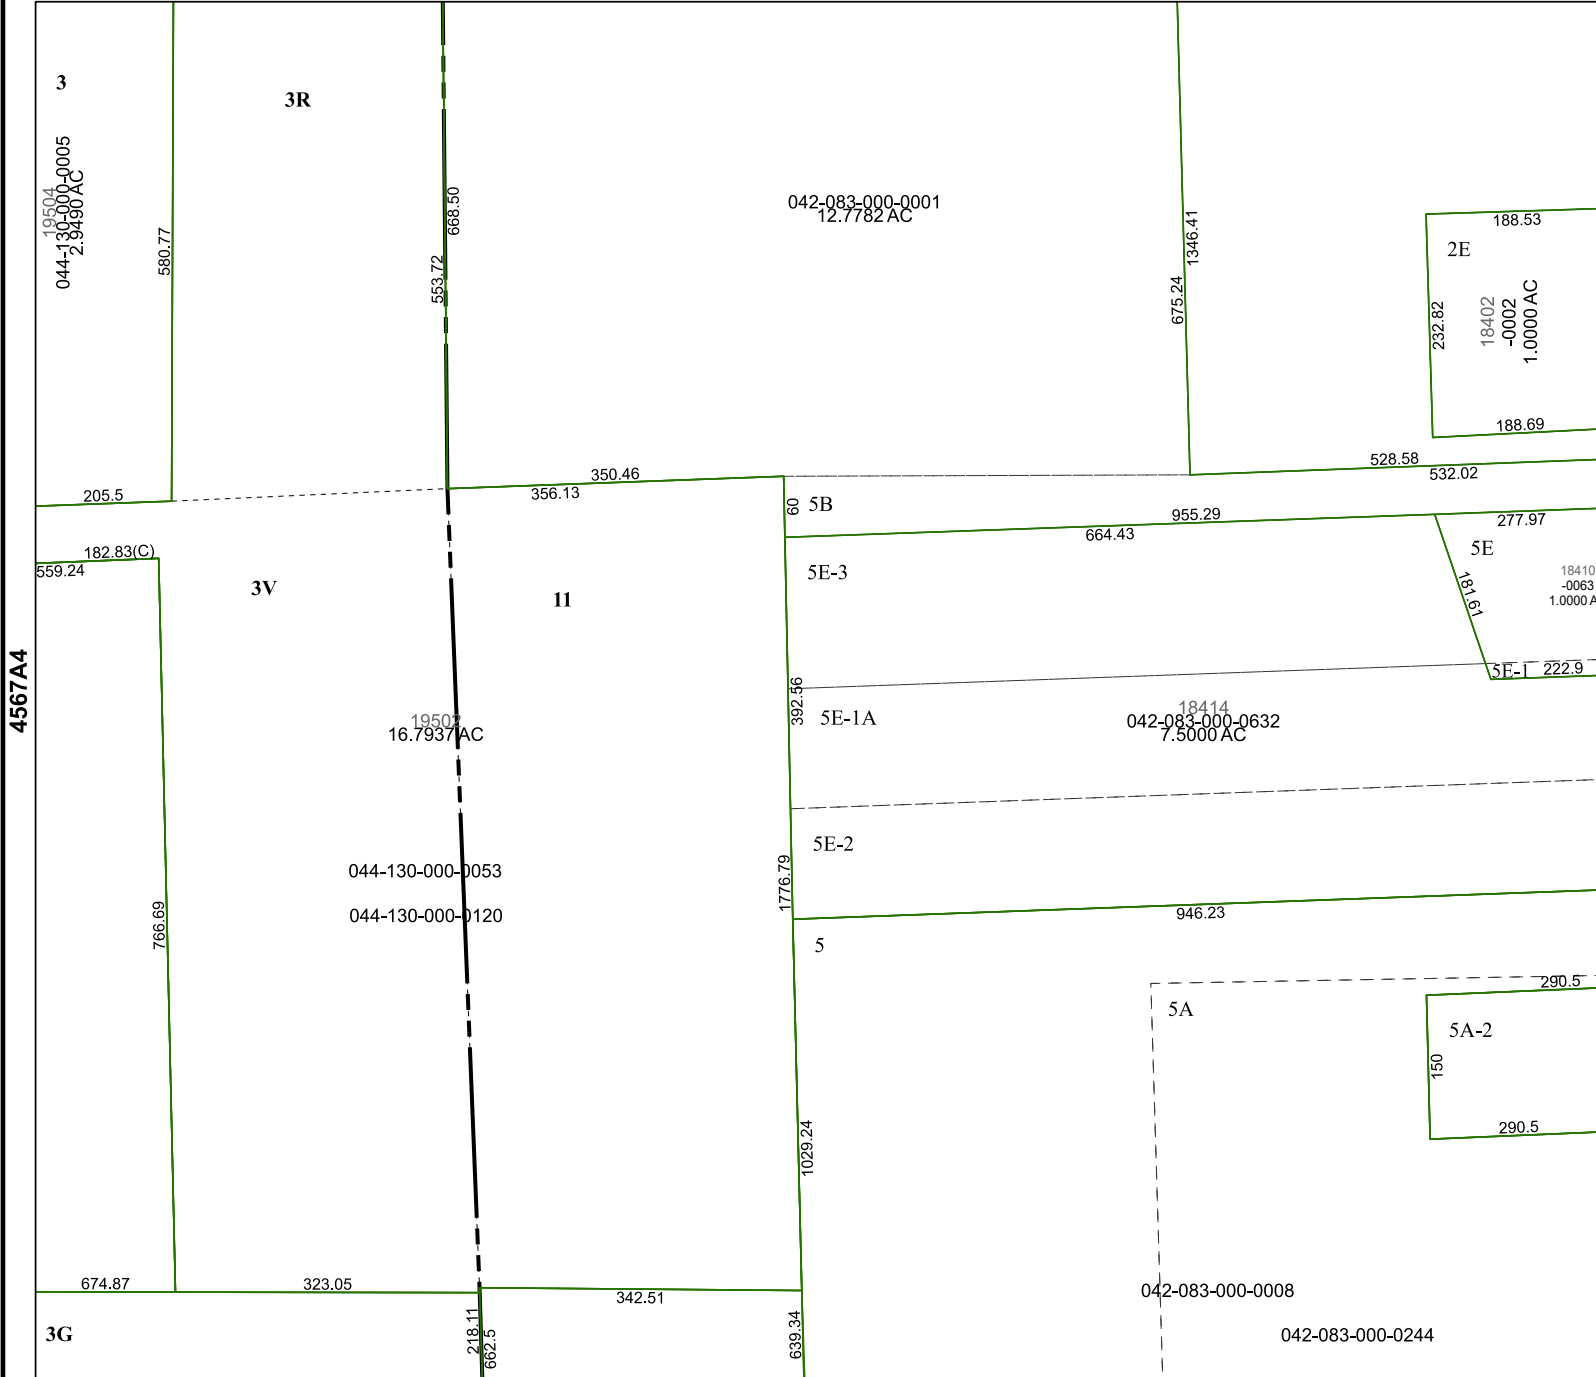 3
3R
19504
044-130-000-0005
2.9490 AC
580.77
668.50
553.72
042-083-000-0001
12.7782 AC
1346.41
675.24
188.53
2E
232.82
18402
-0002
1.0000 AC
188.69
205.5
350.46
356.13
528.58
532.02
60
5B
955.29
664.43
277.97
182.83(C)
559.24
3V
11
5E-3
5E
181.61
18410
-0063
1.0000 A
5E-1
222.9
4567A4
392.56
5E-1A
18414
042-083-000-0632
7.5000 AC
19502
16.7937 AC
5E-2
044-130-000-0053
044-130-000-0120
1776.79
766.69
946.23
5
290.5
5A
5A-2
150
290.5
1029.24
674.87
323.05
342.51
042-083-000-0008
3G
218.11
662.5
639.34
042-083-000-0244